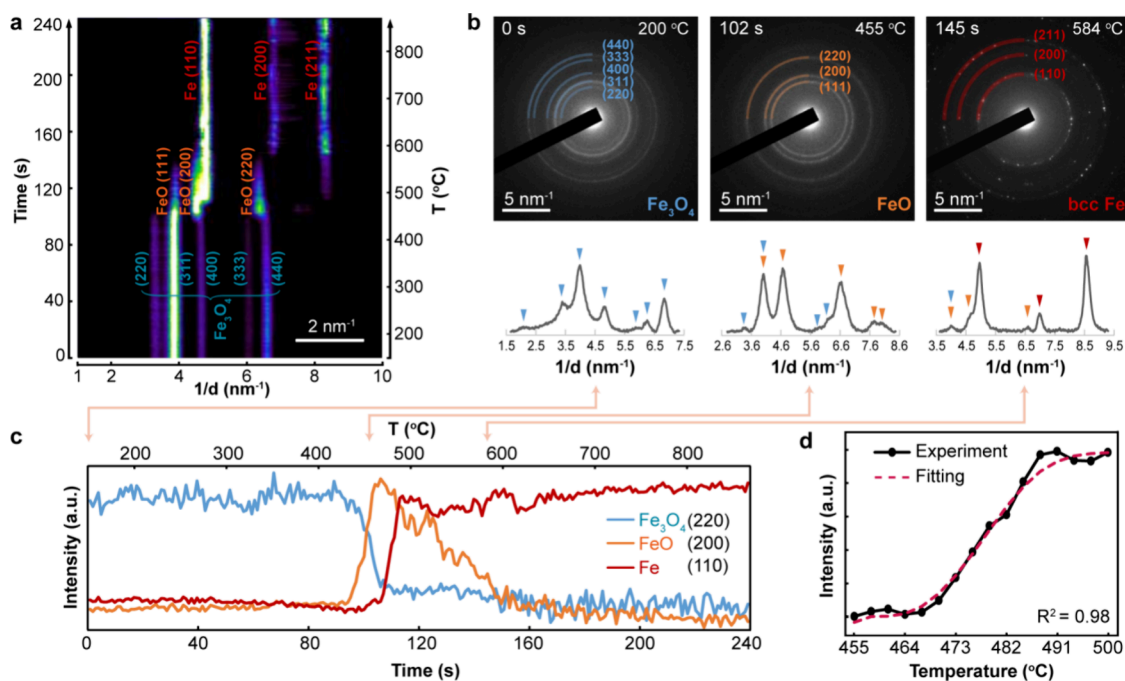 a
240
200
160
120
80
40
0
Time (s)
Fe (110)
Fe (200)
Fe (211)
FeO (111)
FeO (200)
FeO (220)
(220)
(311)
(400)
(333)
(440)
Fe₃O₄
2 nm⁻¹
800
700
600
500
400
300
200
T (°C)
1 4 6 8 10
1/d (nm⁻¹)
b
0 s 200 °C
(440)
(333)
(400)
(311)
(220)
5 nm⁻¹
Fe₃O₄
102 s 455 °C
(220)
(200)
(111)
5 nm⁻¹
FeO
145 s 584 °C
(211)
(200)
(110)
5 nm⁻¹
bcc Fe
1.5 2.5 3.5 4.5 5.5 6.5 7.5
1/d (nm⁻¹)
2.6 3.6 4.6 5.6 6.6 7.6 8.6
1/d (nm⁻¹)
3.5 4.5 5.5 6.5 7.5 8.5 9.5
1/d (nm⁻¹)
c
T (°C)
200 300 400 500 600 700 800
Intensity (a.u.)
Fe₃O₄ (220)
FeO (200)
Fe (110)
0 40 80 120 160 200 240
Time (s)
d
Experiment
Fitting
Intensity (a.u.)
R² = 0.98
455 464 473 482 491 500
Temperature (°C)